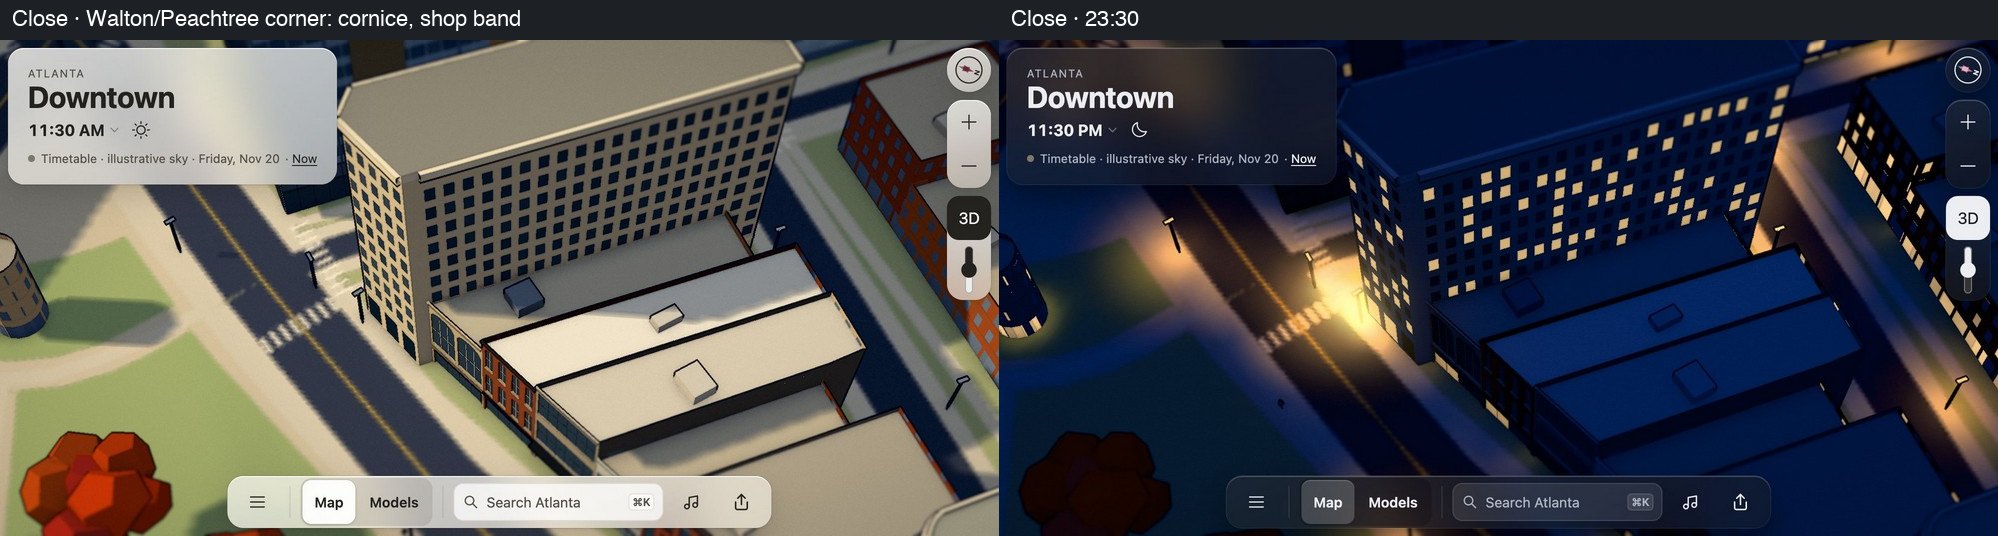 Close · Walton/Peachtree corner: cornice, shop band
ATLANTA
Downtown
11:30 AM
Timetable · illustrative sky · Friday, Nov 20 · Now
3D
Map Models Search Atlanta ⌘K
Close · 23:30
ATLANTA
Downtown
11:30 PM
Timetable · illustrative sky · Friday, Nov 20 · Now
3D
Map Models Search Atlanta ⌘K